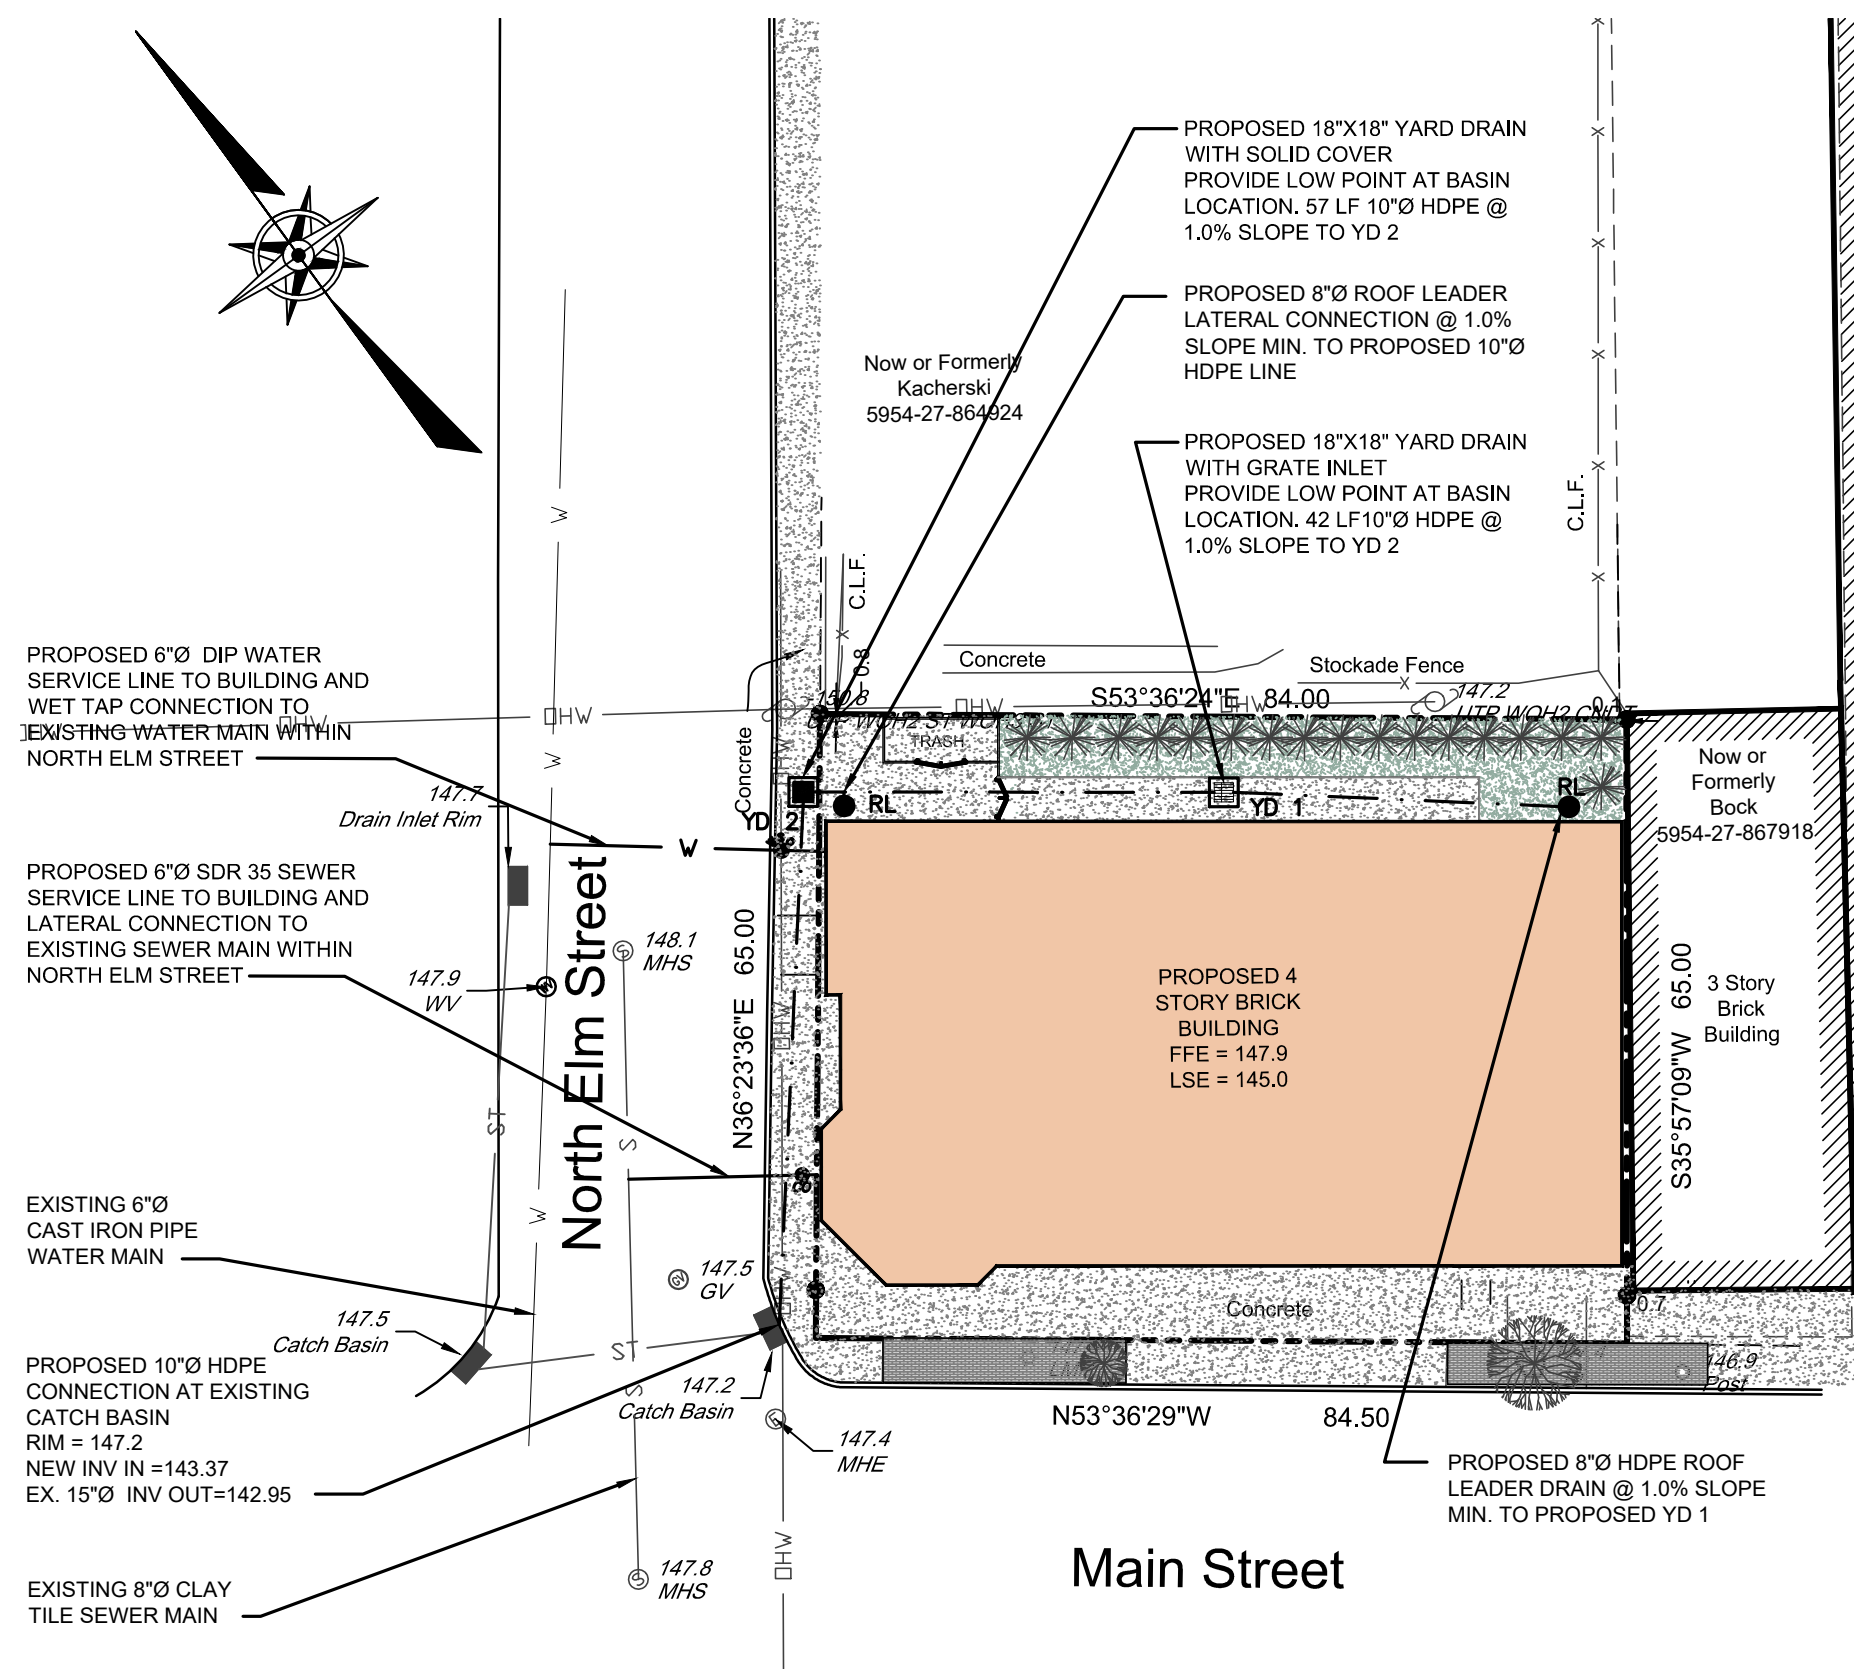 PROPOSED 18"X18" YARD DRAIN
WITH SOLID COVER
PROVIDE LOW POINT AT BASIN
LOCATION. 57 LF 10"Ø HDPE @
1.0% SLOPE TO YD 2
PROPOSED 8"Ø ROOF LEADER
LATERAL CONNECTION @ 1.0%
SLOPE MIN. TO PROPOSED 10"Ø
HDPE LINE
Now or Formerly
Kacherski
5954-27-864924
PROPOSED 18"X18" YARD DRAIN
WITH GRATE INLET
PROVIDE LOW POINT AT BASIN
LOCATION. 42 LF10"Ø HDPE @
1.0% SLOPE TO YD 2
C.L.F.
C.L.F.
0.8
W
W
W
W
Concrete
Stockade Fence
S53°36'24"E 84.00
147.2
150.8
OHW
OHW
OHW
OHW
OHW
OHW
PROPOSED 6"Ø DIP WATER
SERVICE LINE TO BUILDING AND
WET TAP CONNECTION TO
EXISTING WATER MAIN WITHIN
NORTH ELM STREET
TRASH
Concrete
147.7
Drain Inlet Rim
YD 2
RL
YD 1
RL
Now or
Formerly
Bock
5954-27-867918
PROPOSED 6"Ø SDR 35 SEWER
SERVICE LINE TO BUILDING AND
LATERAL CONNECTION TO
EXISTING SEWER MAIN WITHIN
NORTH ELM STREET
147.9
WV
148.1
MHS
North Elm Street
N36°23'36"E 65.00
PROPOSED 4
STORY BRICK
BUILDING
FFE = 147.9
LSE = 145.0
S35°57'09"W 65.00
3 Story
Brick
Building
ST
S
EXISTING 6"Ø
CAST IRON PIPE
WATER MAIN
147.5
GV
147.5
Catch Basin
ST
S
Concrete
0.7
PROPOSED 10"Ø HDPE
CONNECTION AT EXISTING
CATCH BASIN
RIM = 147.2
NEW INV IN =143.37
EX. 15"Ø INV OUT=142.95
147.2
Catch Basin
146.9
Post
N53°36'29"W 84.50
147.4
MHE
PROPOSED 8"Ø HDPE ROOF
LEADER DRAIN @ 1.0% SLOPE
MIN. TO PROPOSED YD 1
OHW
147.8
MHS
Main Street
EXISTING 8"Ø CLAY
TILE SEWER MAIN